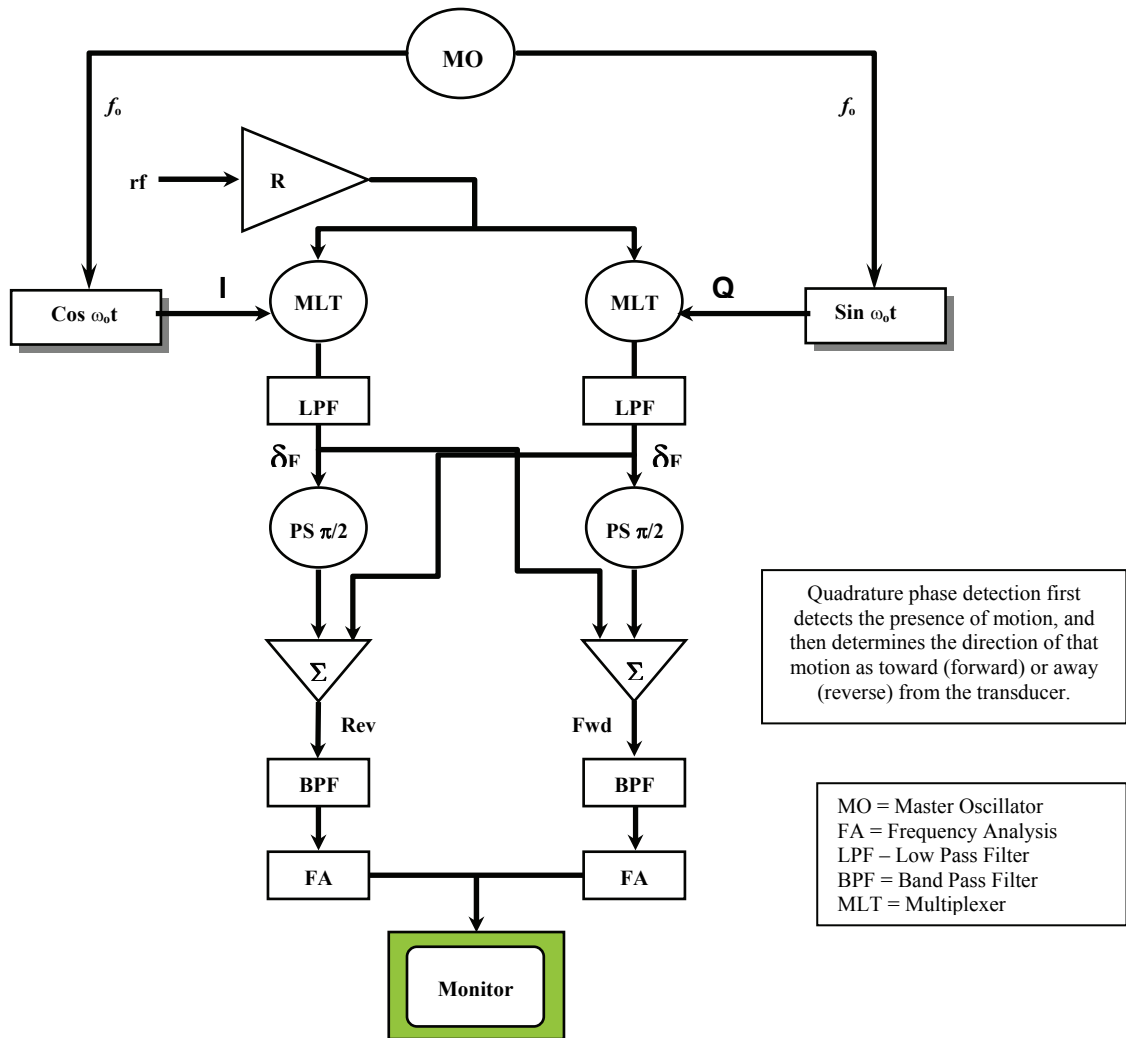 MO
fo
fo
rf
R
MLT
MLT
I
Q
Cos ωot
Sin ωot
LPF
LPF
δF
δF
PS π/2
PS π/2
Σ
Σ
Rev
Fwd
BPF
BPF
FA
FA
Monitor
Quadrature phase detection first
detects the presence of motion, and
then determines the direction of that
motion as toward (forward) or away
(reverse) from the transducer.
MO = Master Oscillator
FA = Frequency Analysis
LPF – Low Pass Filter
BPF = Band Pass Filter
MLT = Multiplexer